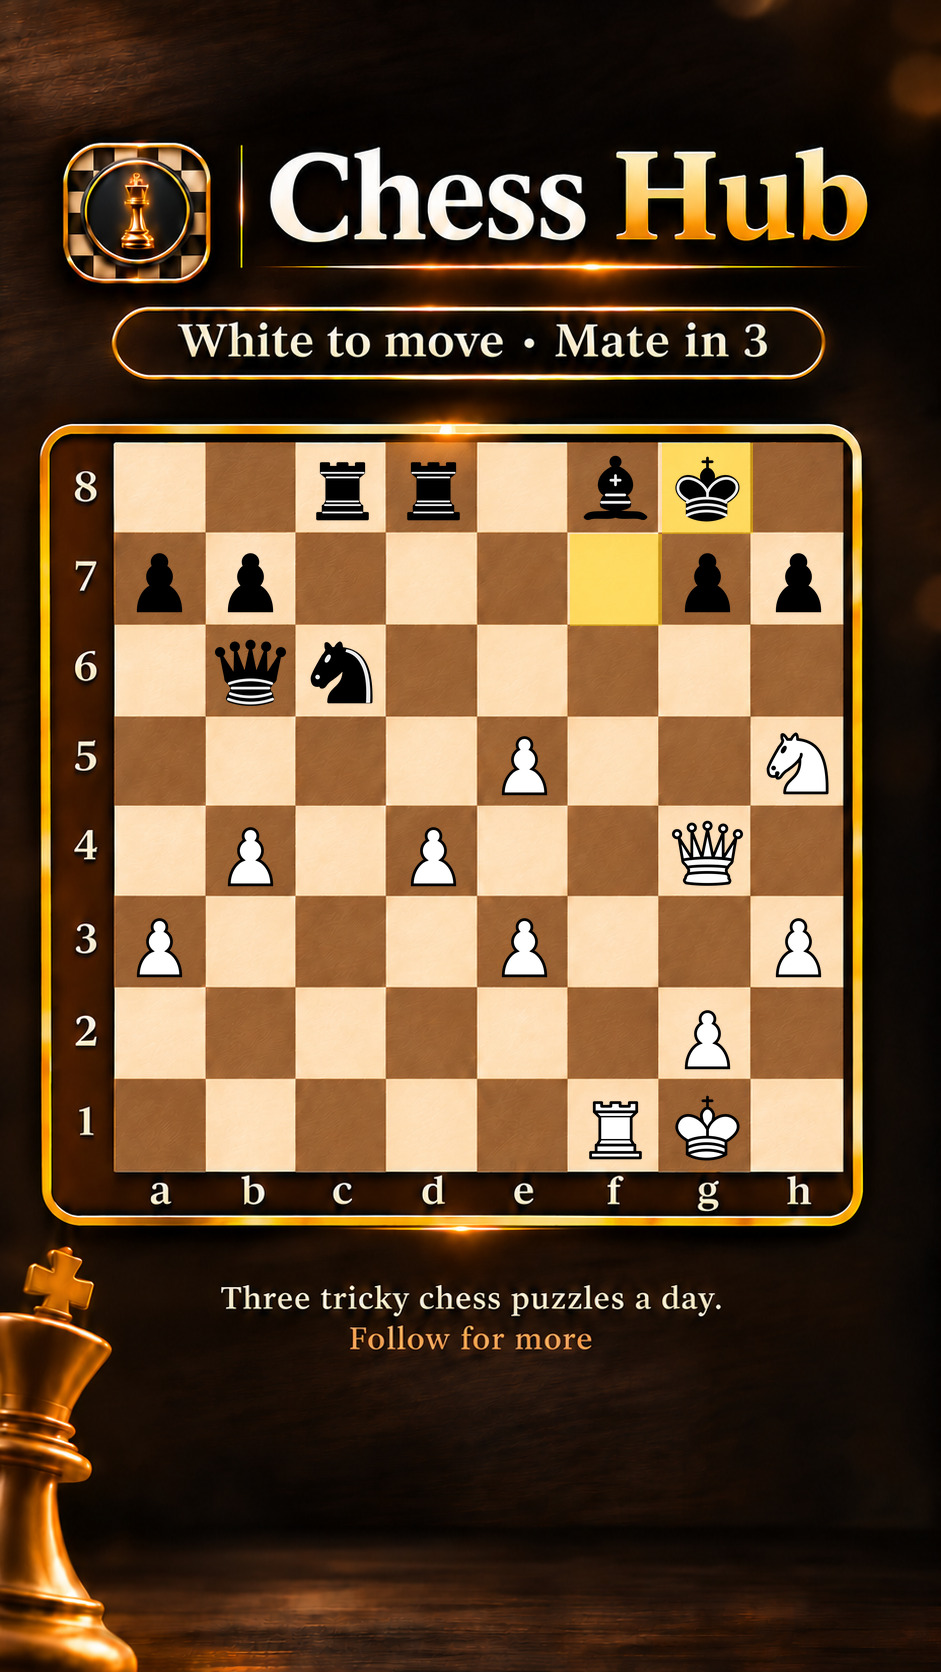 Chess Hub
White to move • Mate in 3
8
7
6
5
4
3
2
1
a b c d e f g h
Three tricky chess puzzles a day.
Follow for more